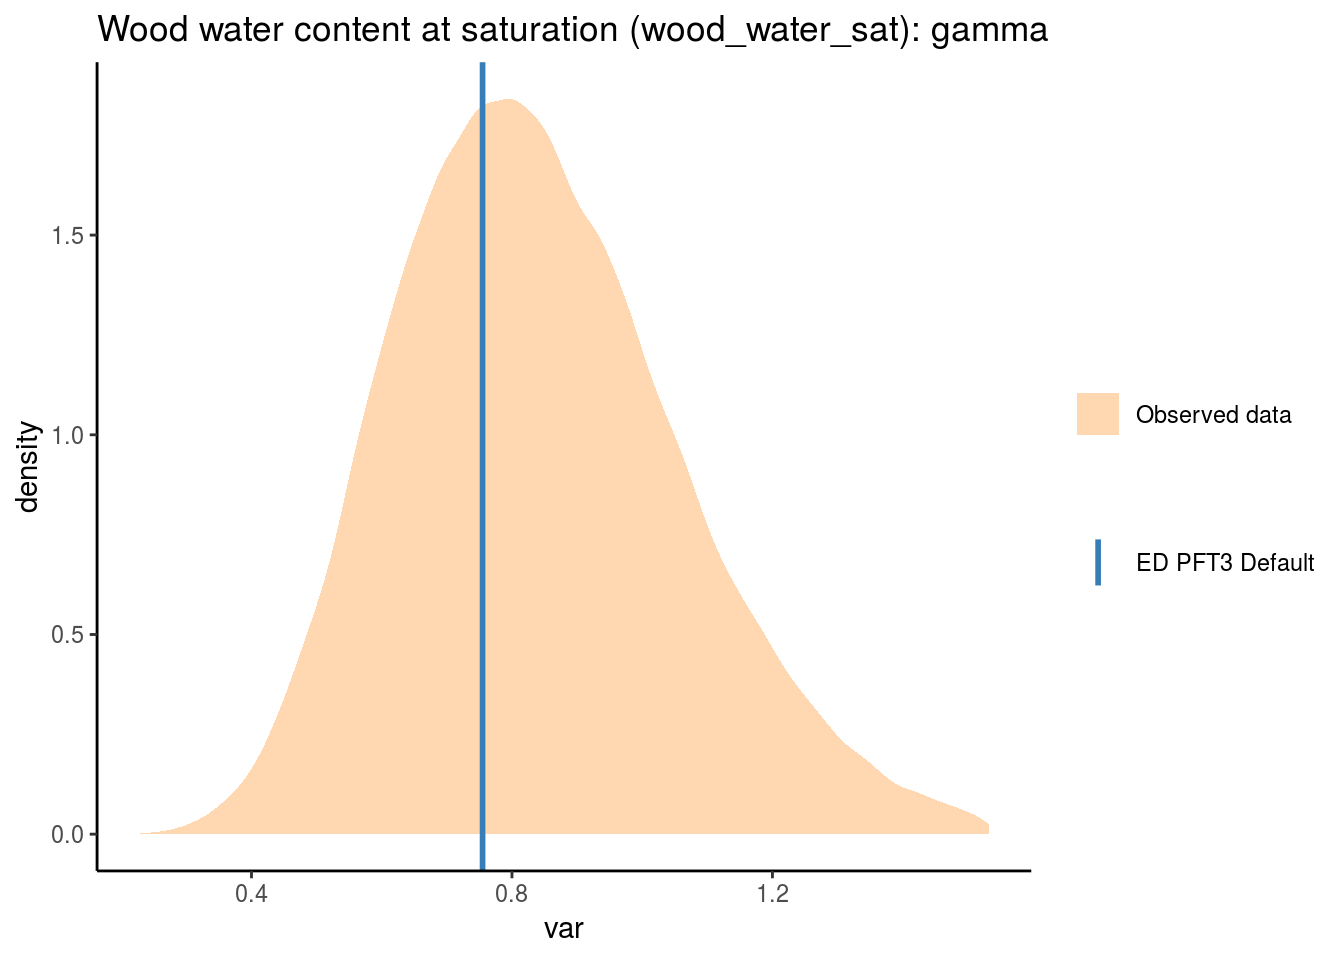 Wood water content at saturation (wood_water_sat): gamma
density
1.5
1.0
0.5
0.0
0.4 0.8 1.2
var
Observed data
ED PFT3 Default